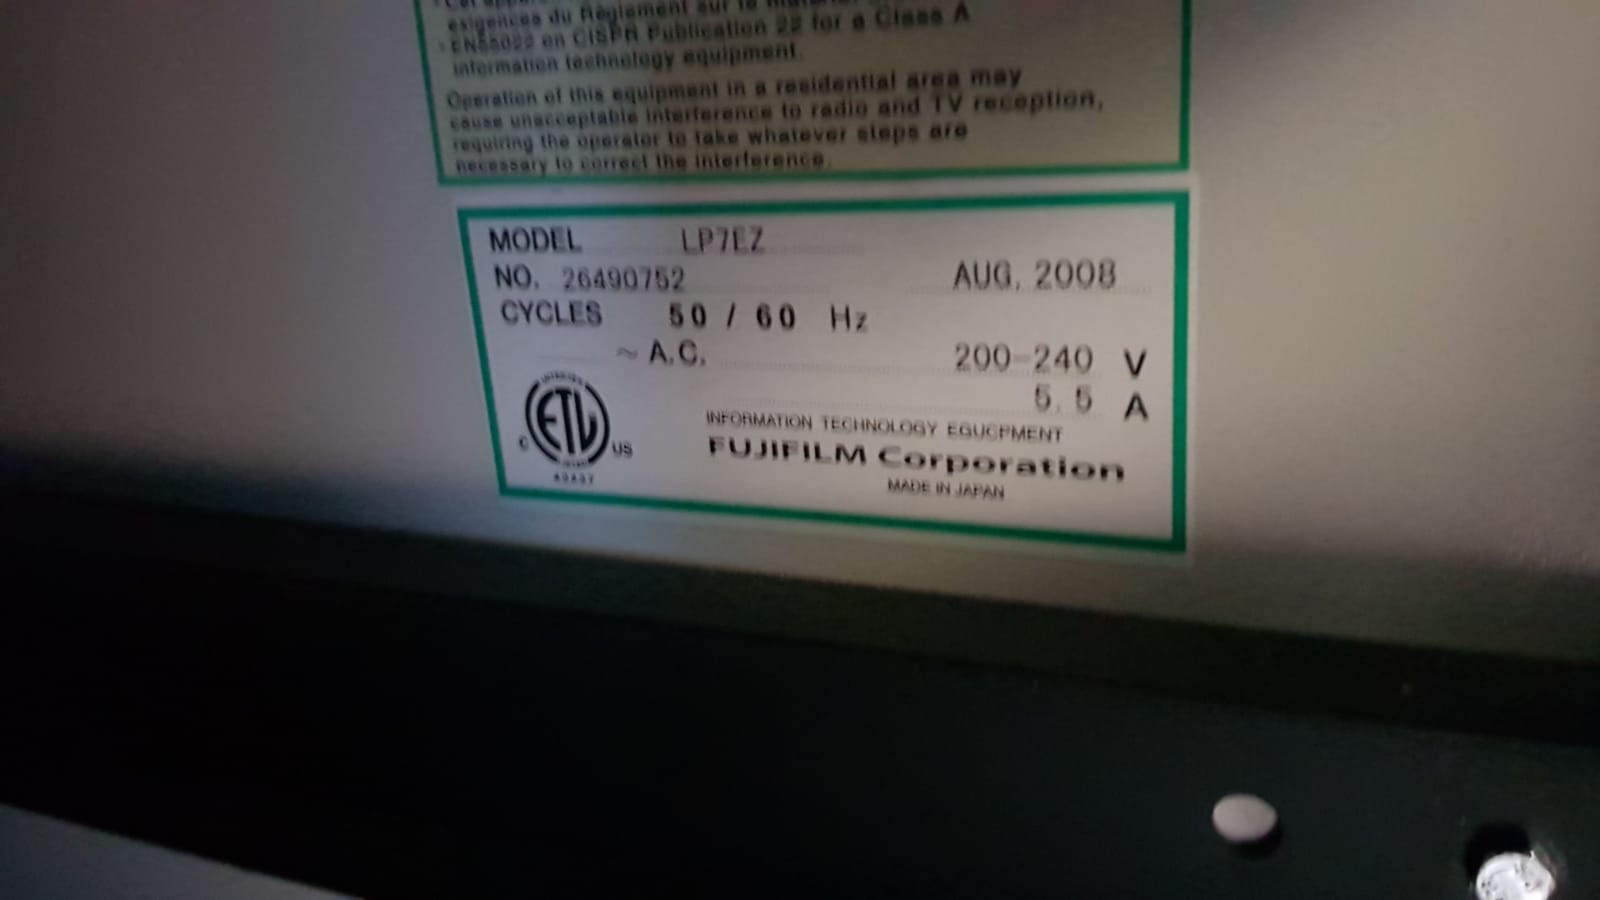 exigences du Règlement sur le
- EN55022 en CISPR Publication 22 for a Class A
information technology equipment.
Operation of this equipment in a residential area may
cause unacceptable interference to radio and TV reception,
requiring the operator to take whatever steps are
necessary to correct the interference.
MODEL LP7EZ
NO. 26490752 AUG, 2008
CYCLES 50 / 60 Hz
~ A.C. 200-240 V
5.5 A
ETL
C US
INFORMATION TECHNOLOGY EGUCPMENT
FUJIFILM Corporation
MADE IN JAPAN